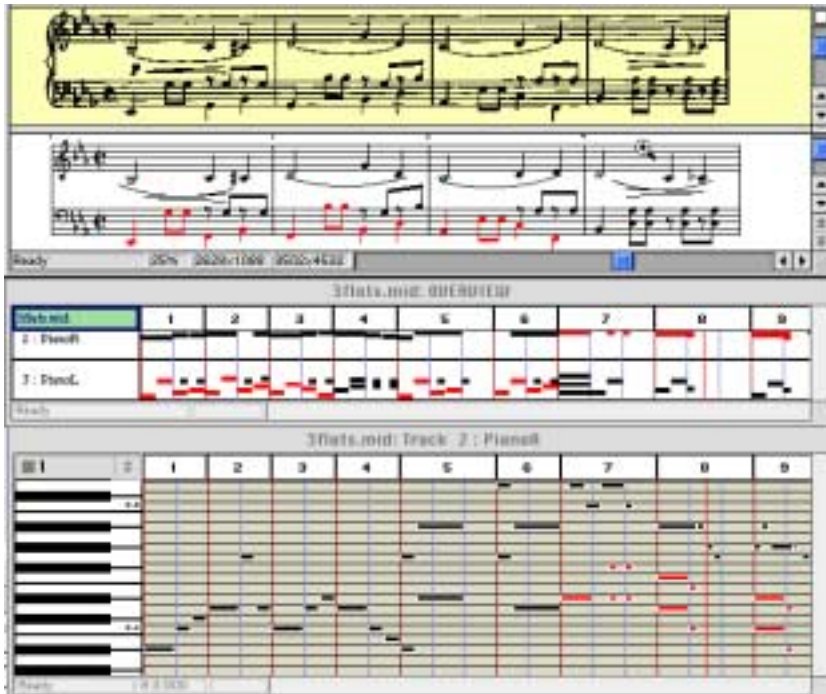 Ready 25%
3flats.mid: OVERVIEW
3flats.mid 1 2 3 4 5 6 7 8 9
2 : PianoR
3 : PianoL
Ready
3flats.mid: Track 2 : PianoR
1 1 2 3 4 5 6 7 8 9
Ready